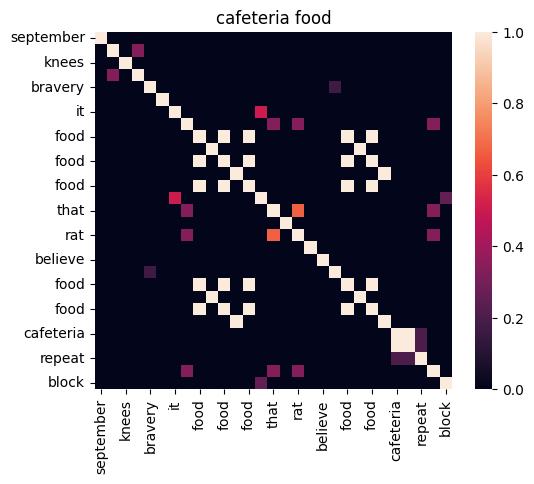 cafeteria food
september
knees
bravery
it
food
food
food
that
rat
believe
food
food
cafeteria
repeat
block
1.0
0.8
0.6
0.4
0.2
0.0
september
knees
bravery
it
food
food
food
that
rat
believe
food
food
cafeteria
repeat
block